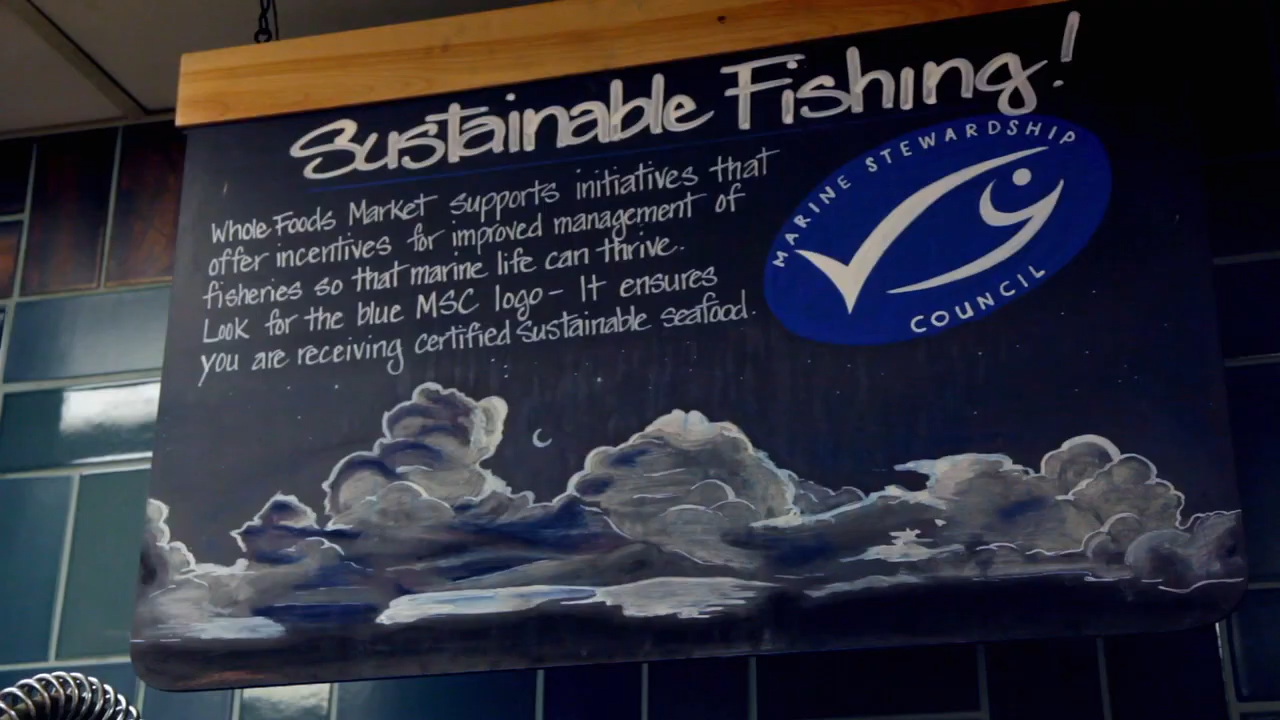 Sustainable Fishing!
Whole Foods Market supports initiatives that
offer incentives for improved management of
fisheries so that marine life can thrive.
Look for the blue MSC logo - It ensures
you are receiving certified Sustainable seafood.
MARINE STEWARDSHIP
COUNCIL